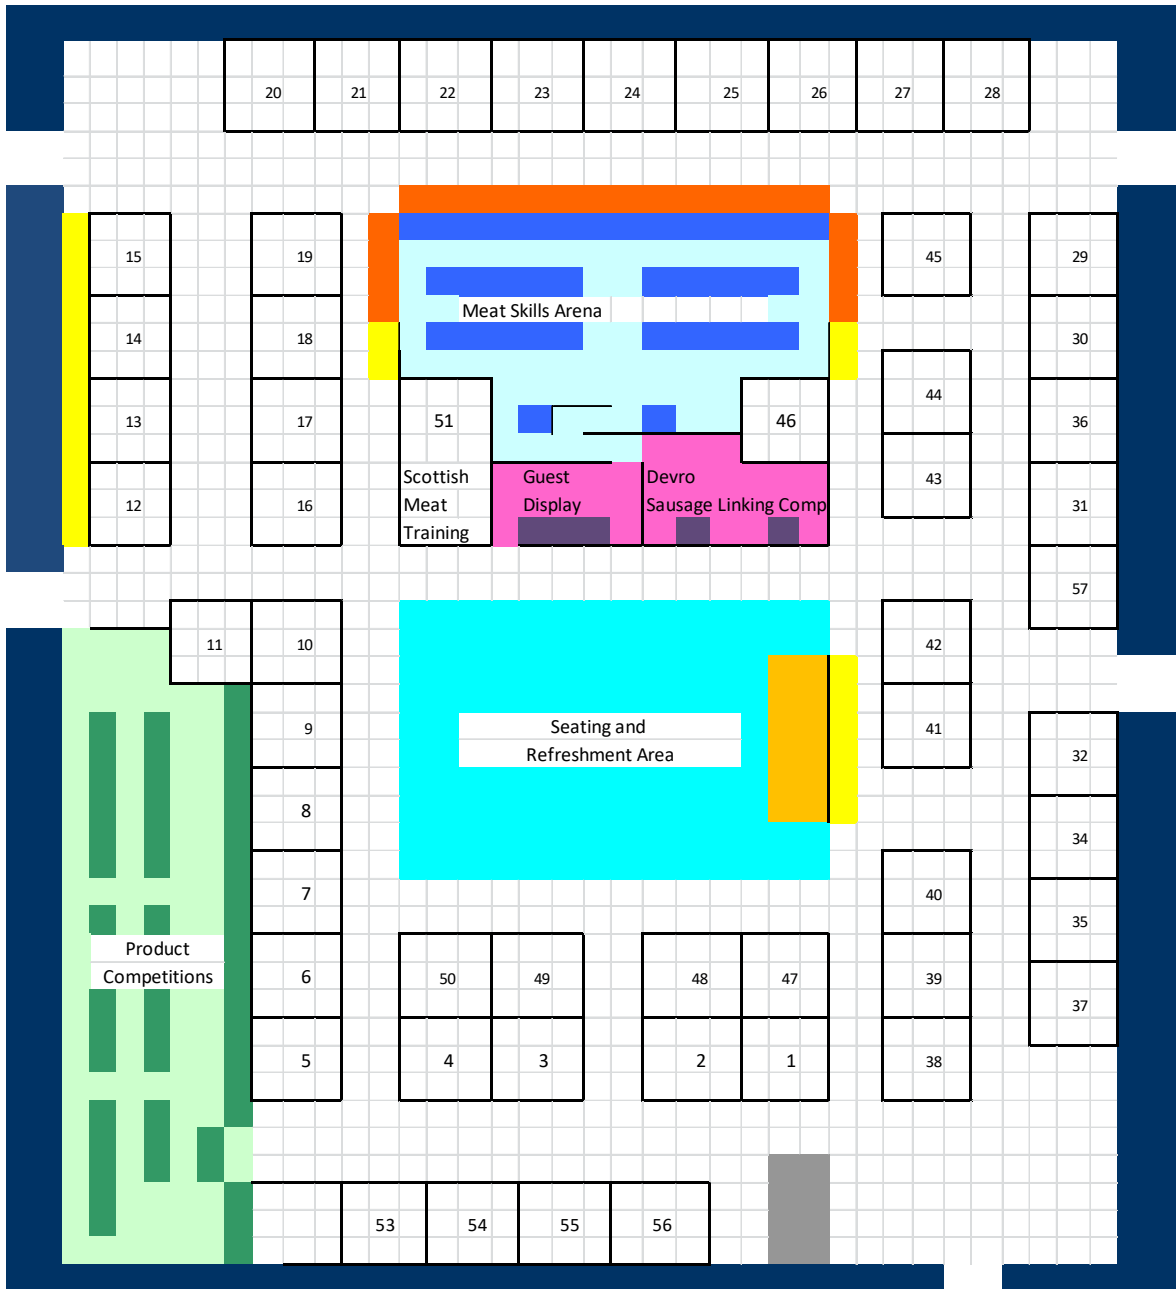 20 21 22 23 24 25 26 27 28
15 19 45 29
Meat Skills Arena
14 18 30
44
13 17 51 46 36
Scottish Guest Devro 43
Meat Display Sausage Linking Comp
12 16 31
Training
57
11 10 42
9 Seating and 41
Refreshment Area 32
8 34
7 40 35
Product
Competitions
6 50 49 48 47 39
37
5 4 3 2 1 38
53 54 55 56